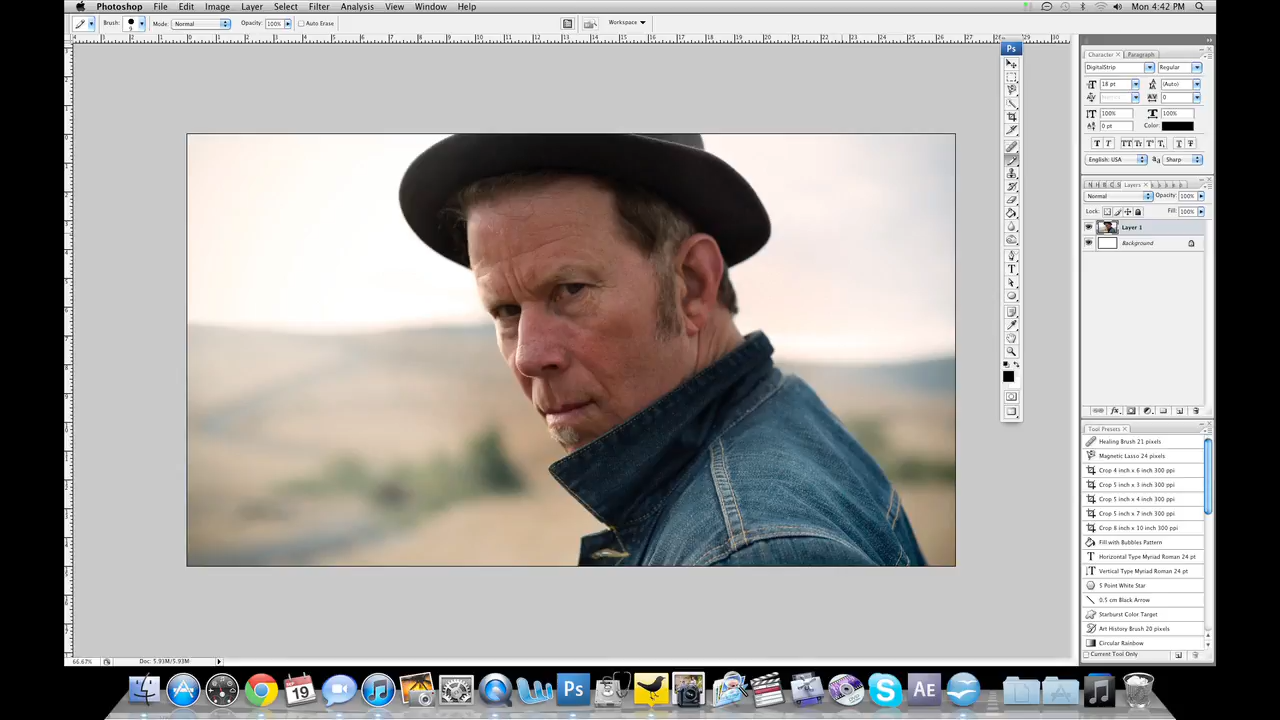 Photoshop File Edit Image Layer Select Filter Analysis View Window Help Mon 4:42 PM
Brush: 9 Mode: Normal Opacity: 100% Auto Erase Workspace
Ps
Character Paragraph
DigitalStrip Regular
18 pt (Auto)
0
100% 100%
0 pt Color:
English: USA Sharp
Layers
Normal Opacity: 100%
Lock: Fill: 100%
Layer 1
Background
Tool Presets
Healing Brush 21 pixels
Magnetic Lasso 24 pixels
Crop 4 inch x 6 inch 300 ppi
Crop 5 inch x 3 inch 300 ppi
Crop 5 inch x 4 inch 300 ppi
Crop 5 inch x 7 inch 300 ppi
Crop 8 inch x 10 inch 300 ppi
Fill with Bubbles Pattern
Horizontal Type Myriad Roman 24 pt
Vertical Type Myriad Roman 24 pt
5 Point White Star
0.5 cm Black Arrow
Starburst Color Target
Art History Brush 20 pixels
Circular Rainbow
Current Tool Only
66.67% Doc: 5.93M/5.93M
19
Ps
AE